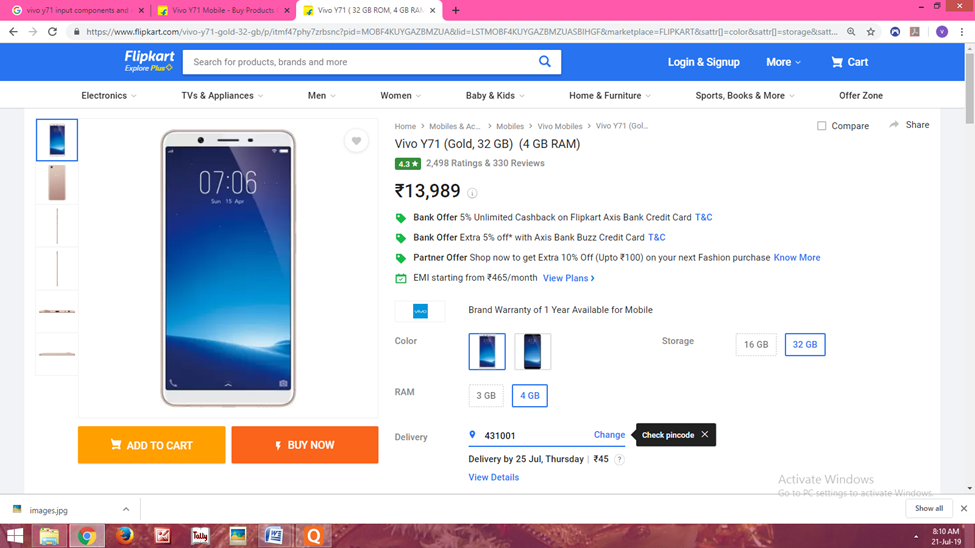 vivo y71 input components and
Vivo Y71 Mobile - Buy Products
Vivo Y71 ( 32 GB ROM, 4 GB RAM
https://www.flipkart.com/vivo-y71-gold-32-gb/p/itmf47phy7zrbsnc?pid=MOBF4KUYGAZBMZUA&lid=LSTMOBF4KUYGAZBMZUASBIHGF&marketplace=FLIPKART&sattr[]=color&sattr[]=storage&satt...
Flipkart
Explore Plus
Search for products, brands and more
Login & Signup
More
Cart
Electronics
TVs & Appliances
Men
Women
Baby & Kids
Home & Furniture
Sports, Books & More
Offer Zone
Home > Mobiles & Ac... > Mobiles > Vivo Mobiles > Vivo Y71 (Gol...
Compare
Share
Vivo Y71 (Gold, 32 GB) (4 GB RAM)
4.3 ★ 2,498 Ratings & 330 Reviews
₹13,989
Bank Offer 5% Unlimited Cashback on Flipkart Axis Bank Credit Card T&C
Bank Offer Extra 5% off* with Axis Bank Buzz Credit Card T&C
Partner Offer Shop now to get Extra 10% Off (Upto ₹100) on your next Fashion purchase Know More
EMI starting from ₹465/month View Plans >
vivo
Brand Warranty of 1 Year Available for Mobile
Color
Storage
16 GB
32 GB
RAM
3 GB
4 GB
Delivery
431001
Change
Check pincode
Delivery by 25 Jul, Thursday | ₹45 ?
View Details
07:06
Sun, 15 Apr
ADD TO CART
BUY NOW
Activate Windows
Go to PC settings to activate Windows.
images.jpg
Show all
Tally
8:10 AM
21-Jul-19